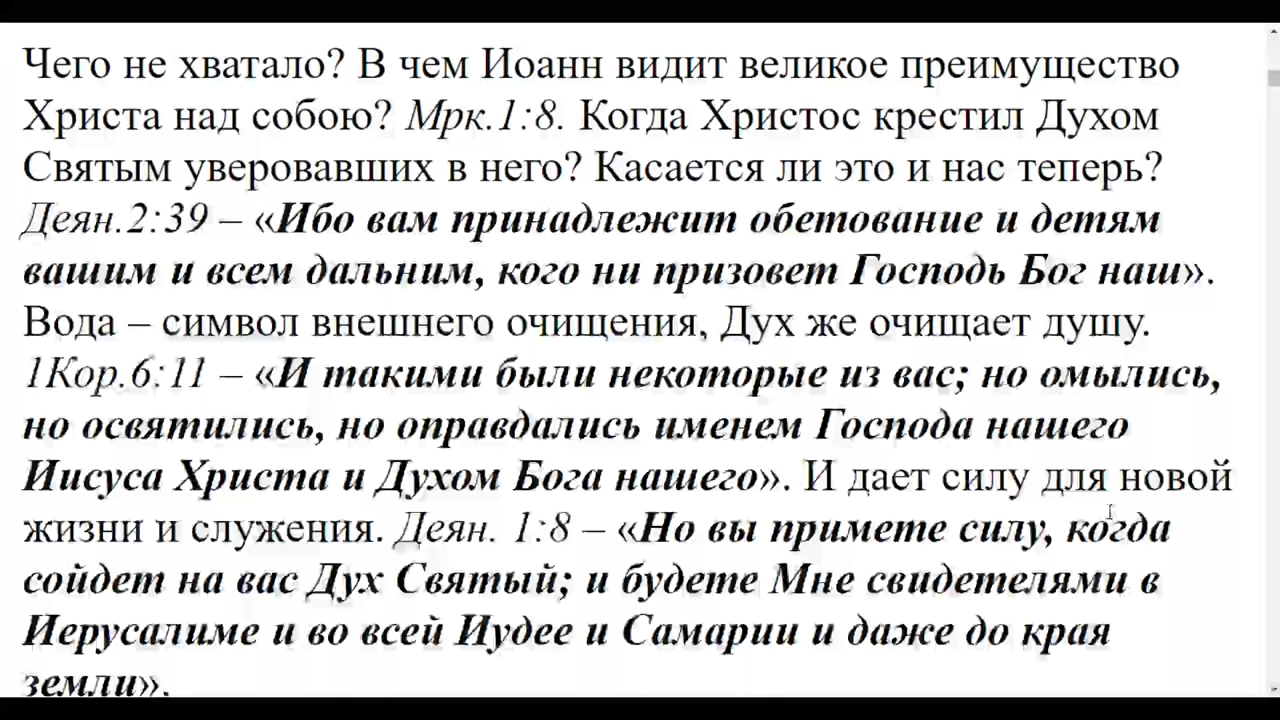 Чего не хватало? В чем Иоанн видит великое преимущество
Христа над собою? Мрк.1:8. Когда Христос крестил Духом
Святым уверовавших в него? Касается ли это и нас теперь?
Деян.2:39 – «Ибо вам принадлежит обетование и детям
вашим и всем дальним, кого ни призовет Господь Бог наш».
Вода – символ внешнего очищения, Дух же очищает душу.
1Кор.6:11 – «И такими были некоторые из вас; но омылись,
но освятились, но оправдались именем Господа нашего
Иисуса Христа и Духом Бога нашего». И дает силу для новой
жизни и служения. Деян. 1:8 – «Но вы примете силу, когда
сойдет на вас Дух Святый; и будете Мне свидетелями в
Иерусалиме и во всей Иудее и Самарии и даже до края
земли».